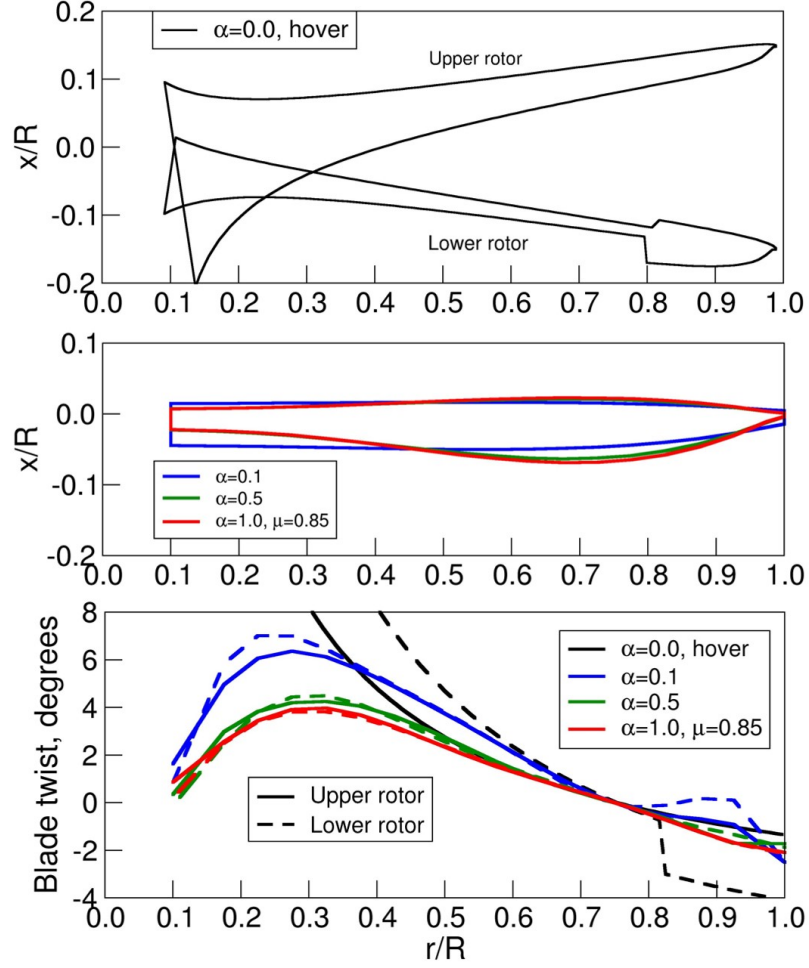 0.2
α=0.0, hover
Upper rotor
0.1
x/R
0.0
-0.1
Lower rotor
-0.2
0.0 0.1 0.2 0.3 0.4 0.5 0.6 0.7 0.8 0.9 1.0
0.1
0.0
x/R
-0.1
α=0.1
α=0.5
α=1.0, μ=0.85
-0.2
0.0 0.1 0.2 0.3 0.4 0.5 0.6 0.7 0.8 0.9 1.0
8
6
4
2
0
-2
-4
Blade twist, degrees
α=0.0, hover
α=0.1
α=0.5
α=1.0, μ=0.85
Upper rotor
Lower rotor
0.0 0.1 0.2 0.3 0.4 0.5 0.6 0.7 0.8 0.9 1.0
r/R